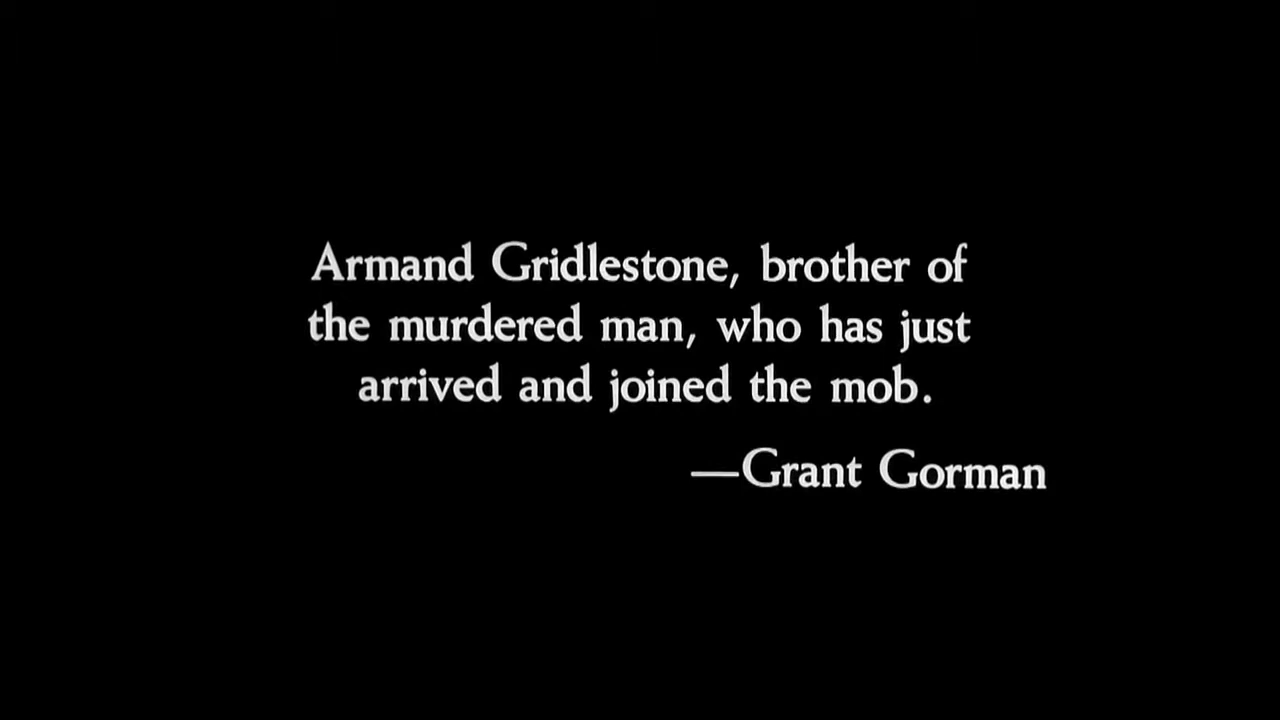 Armand Gridlestone, brother of
the murdered man, who has just
arrived and joined the mob.
—Grant Gorman